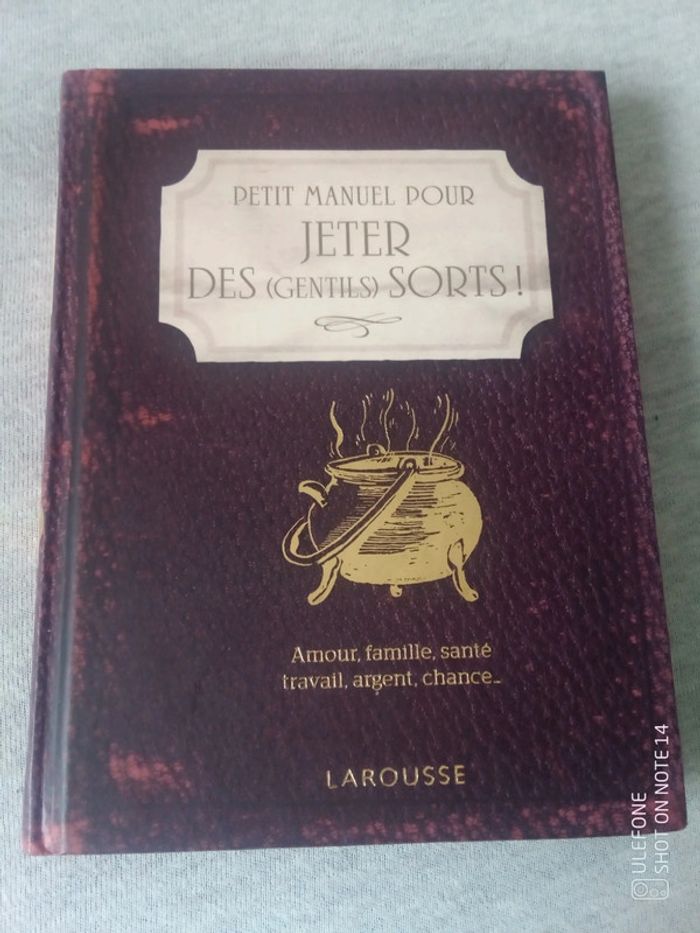 PETIT MANUEL POUR
JETER
DES (GENTILS) SORTS !
Amour, famille, santé
travail, argent, chance...
LAROUSSE
ULEFONE
SHOT ON NOTE 14